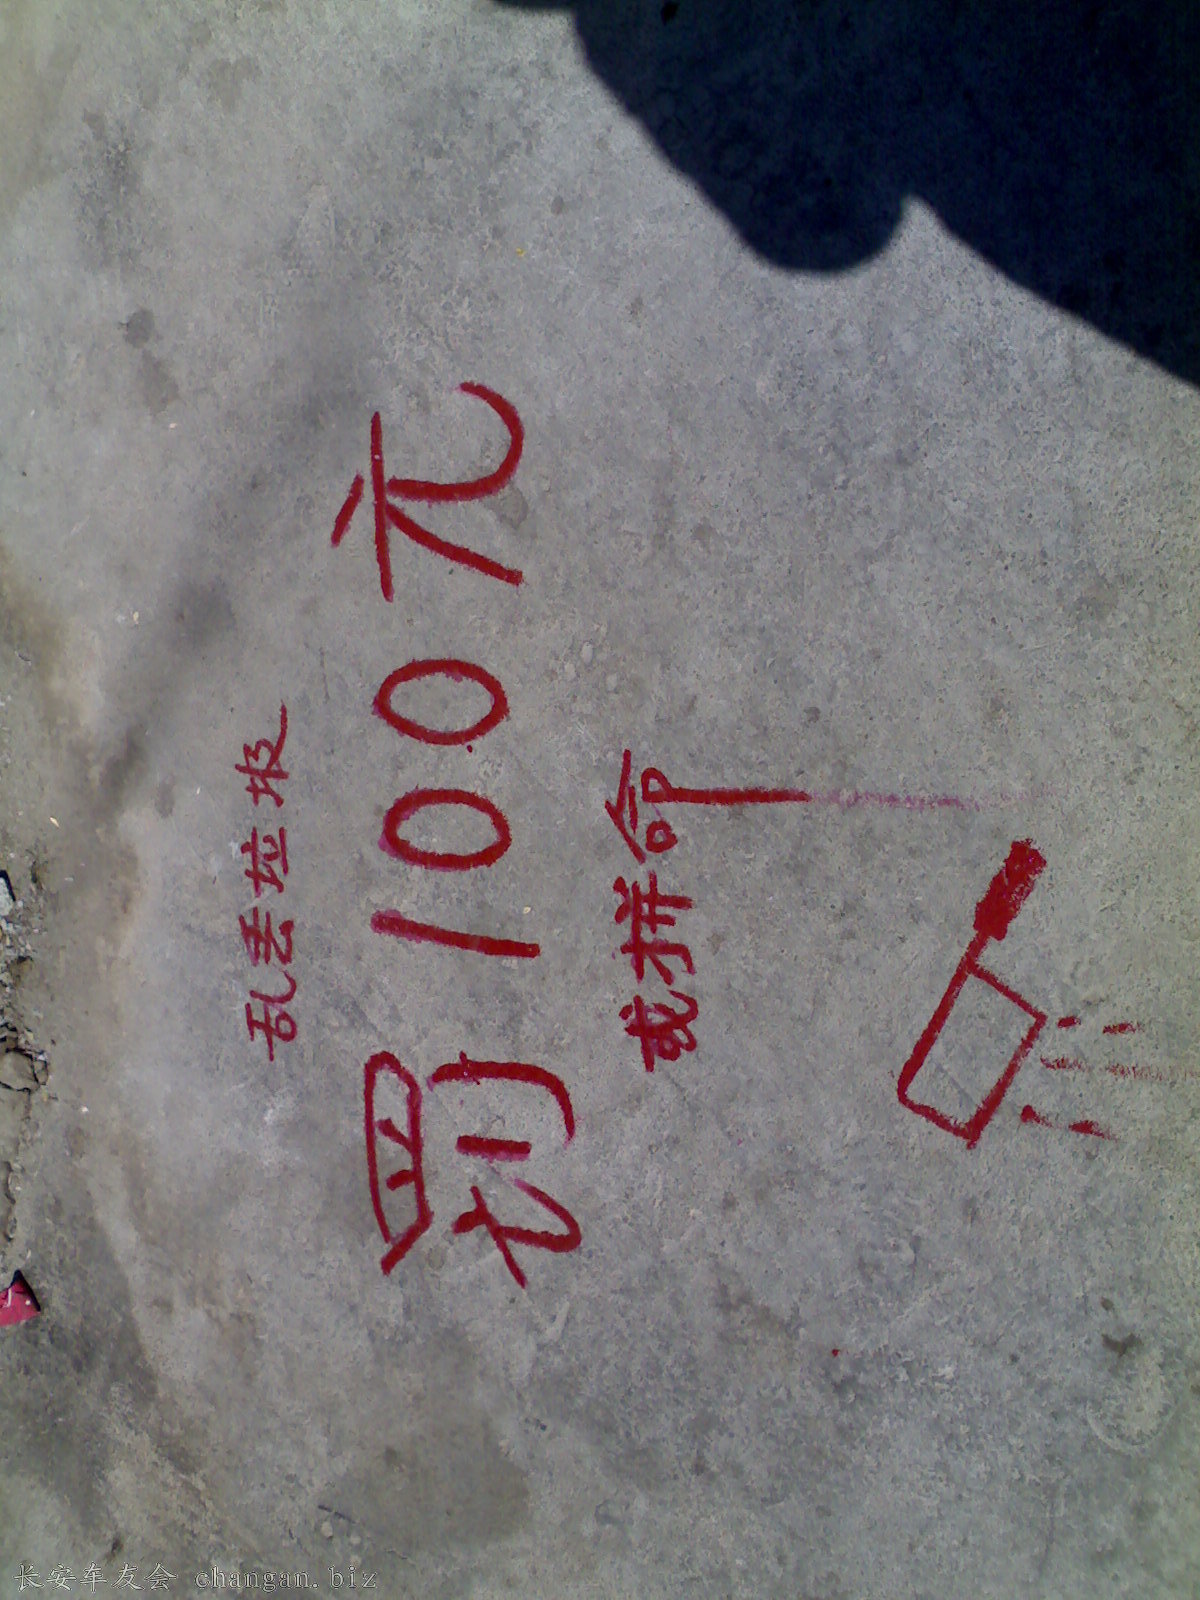 乱丢垃圾
罚100元
或拼命
长安车友会 changan.biz